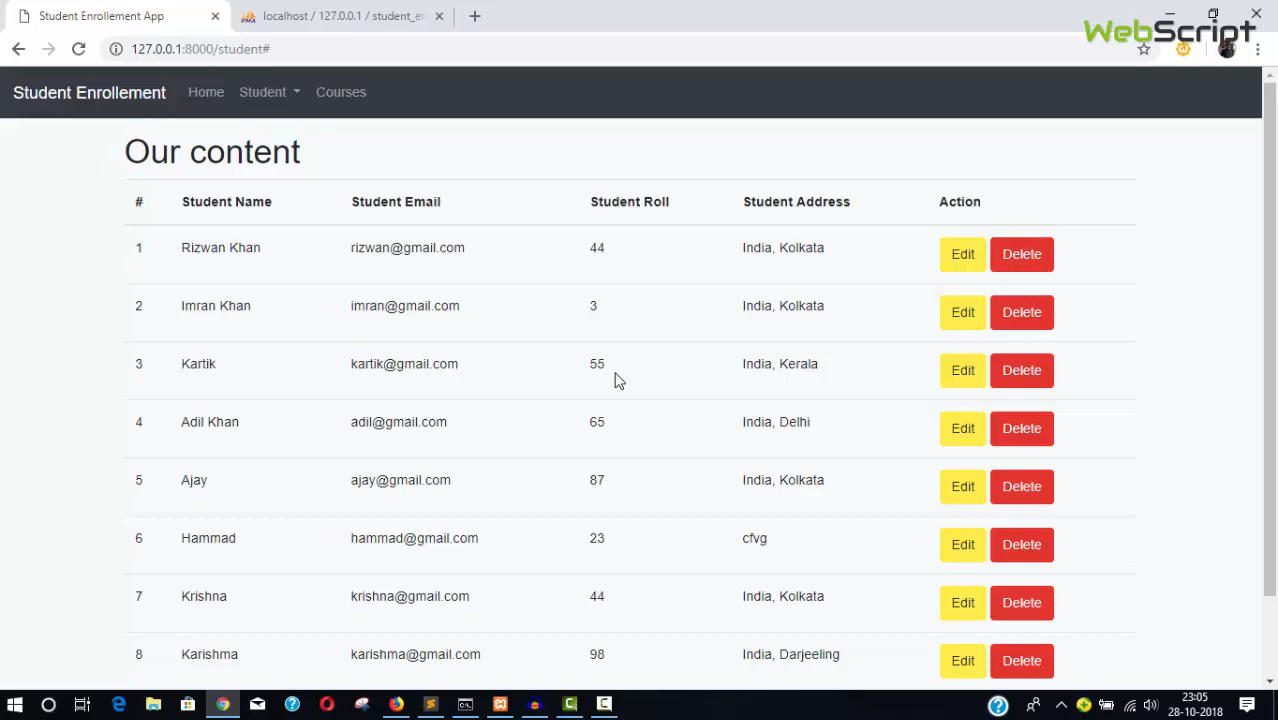 Student Enrollement App
localhost / 127.0.0.1 / student_en
WebScript
127.0.0.1:8000/student#
Student Enrollement Home Student Courses
Our content
# Student Name Student Email Student Roll Student Address Action
1 Rizwan Khan rizwan@gmail.com 44 India, Kolkata Edit Delete
2 Imran Khan imran@gmail.com 3 India, Kolkata Edit Delete
3 Kartik kartik@gmail.com 55 India, Kerala Edit Delete
4 Adil Khan adil@gmail.com 65 India, Delhi Edit Delete
5 Ajay ajay@gmail.com 87 India, Kolkata Edit Delete
6 Hammad hammad@gmail.com 23 cfvg Edit Delete
7 Krishna krishna@gmail.com 44 India, Kolkata Edit Delete
8 Karishma karishma@gmail.com 98 India, Darjeeling Edit Delete
23:05
28-10-2018